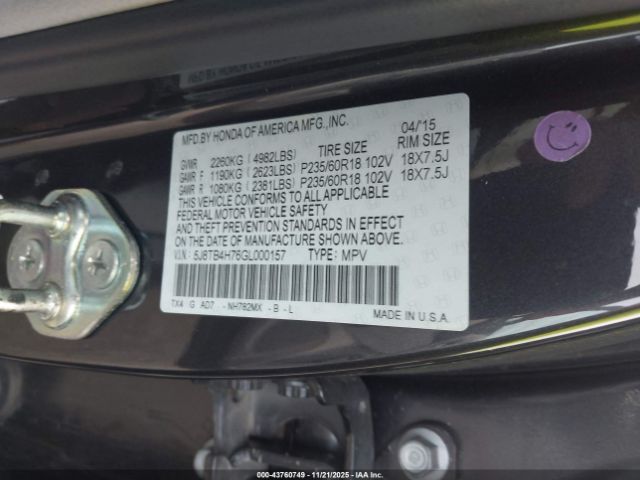 MFD.BY HONDA OF AMERICA MFG.,INC. 04/'15
GVWR 2260KG (4982LBS) TIRE SIZE RIM SIZE
GAWR F 1190KG (2623LBS) P235/60R18 102V 18X7.5J
GAWR R 1080KG (2381LBS) P235/60R18 102V 18X7.5J
THIS VEHICLE CONFORMS TO ALL APPLICABLE
FEDERAL MOTOR VEHICLE SAFETY
AND THEFT PREVENTION STANDARDS IN EFFECT
ON THE DATE OF MANUFACTURE SHOWN ABOVE.
V.I.N: 5J8TB4H76GL000157 TYPE: MPV
TX4 G AD7 - NH782MX - B - L
MADE IN U.S.A.
000-43760749 - 11/21/2025 - IAA Inc.